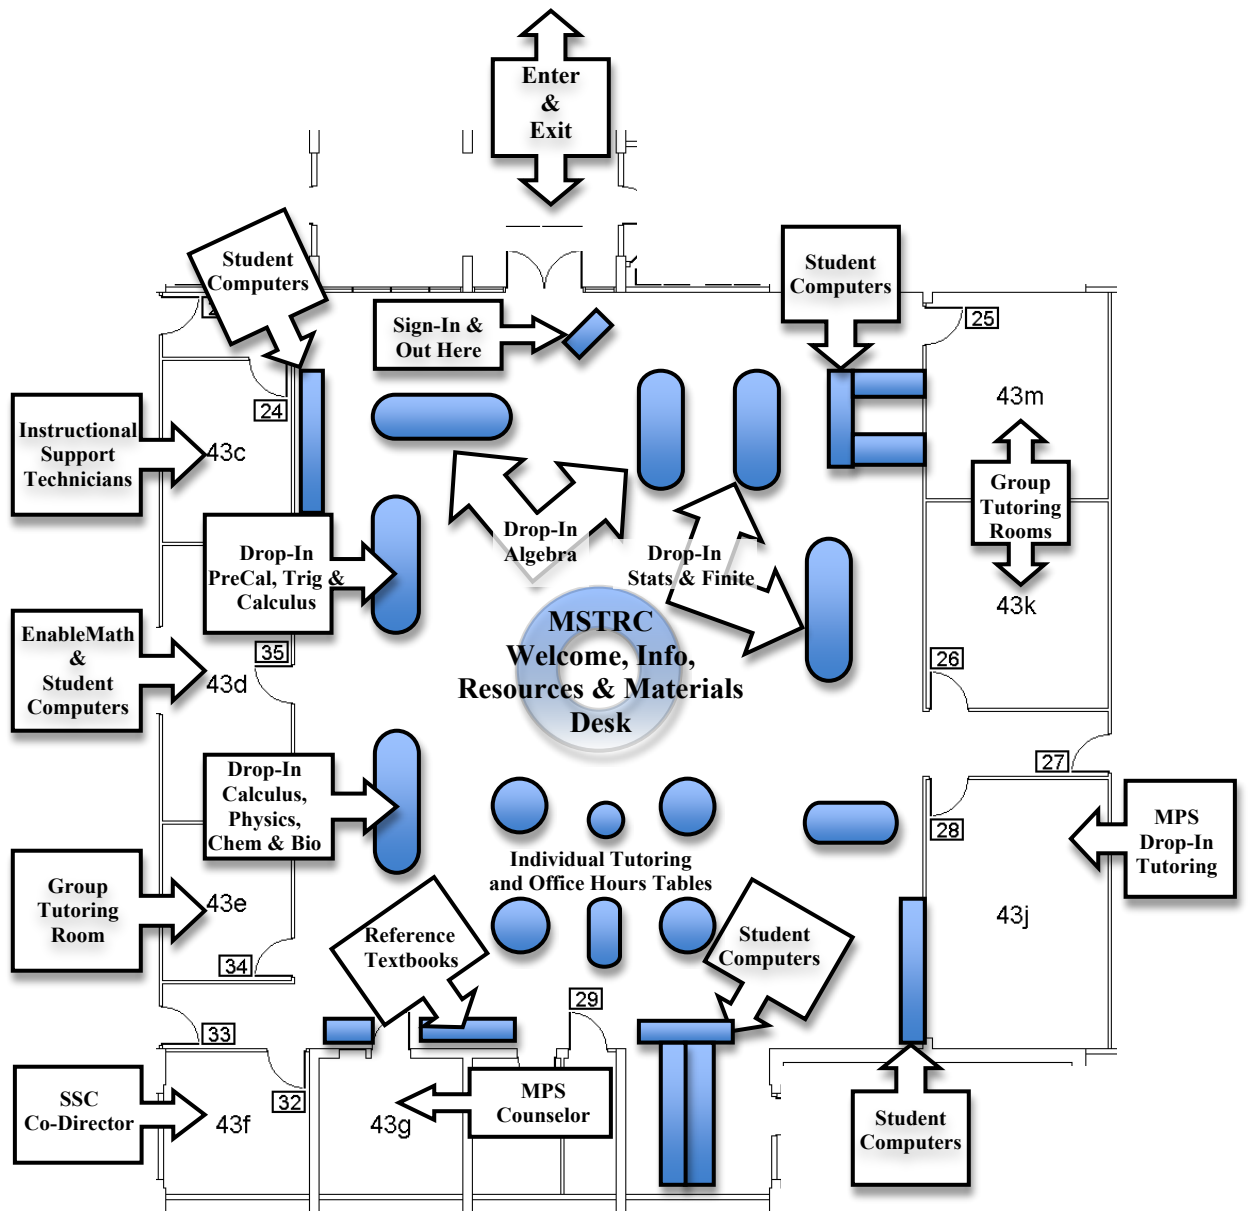 Enter
&
Exit
Student
Computers
Student
Computers
Sign-In &
Out Here
25
24
43m
Instructional
Support
Technicians
43c
Group
Tutoring
Rooms
Drop-In
Algebra
Drop-In
Stats & Finite
Drop-In
PreCal, Trig &
Calculus
43k
MSTRC
Welcome, Info,
Resources & Materials
Desk
EnableMath
&
Student
Computers
35
43d
26
27
Drop-In
Calculus,
Physics,
Chem & Bio
28
MPS
Drop-In
Tutoring
Individual Tutoring
and Office Hours Tables
Group
Tutoring
Room
43e
43j
Reference
Textbooks
Student
Computers
34
29
33
SSC
Co-Director
32
43f
43g
MPS
Counselor
Student
Computers